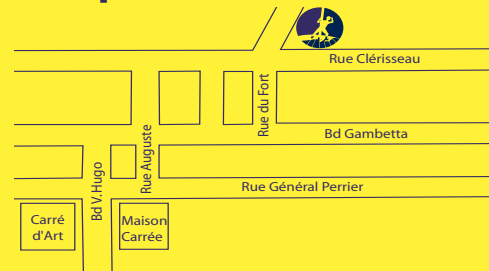 Rue Clérisseau
Rue du Fort
Bd Gambetta
Rue Auguste
Bd V.Hugo
Rue Général Perrier
Carré
d'Art
Maison
Carrée